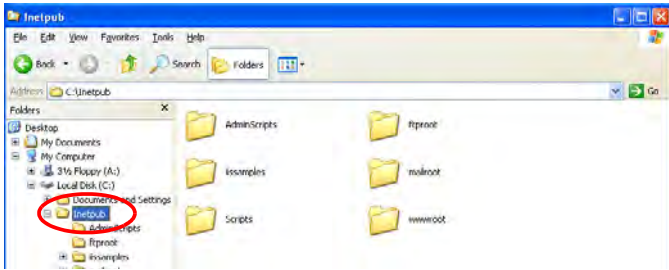 Inetpub
File Edit View Favorites Tools Help
Back Search Folders
Address C:\Inetpub Go
Folders
Desktop
My Documents
My Computer
3½ Floppy (A:)
Local Disk (C:)
Documents and Settings
Inetpub
AdminScripts
ftproot
iissamples
AdminScripts ftproot
iissamples mailroot
Scripts wwwroot